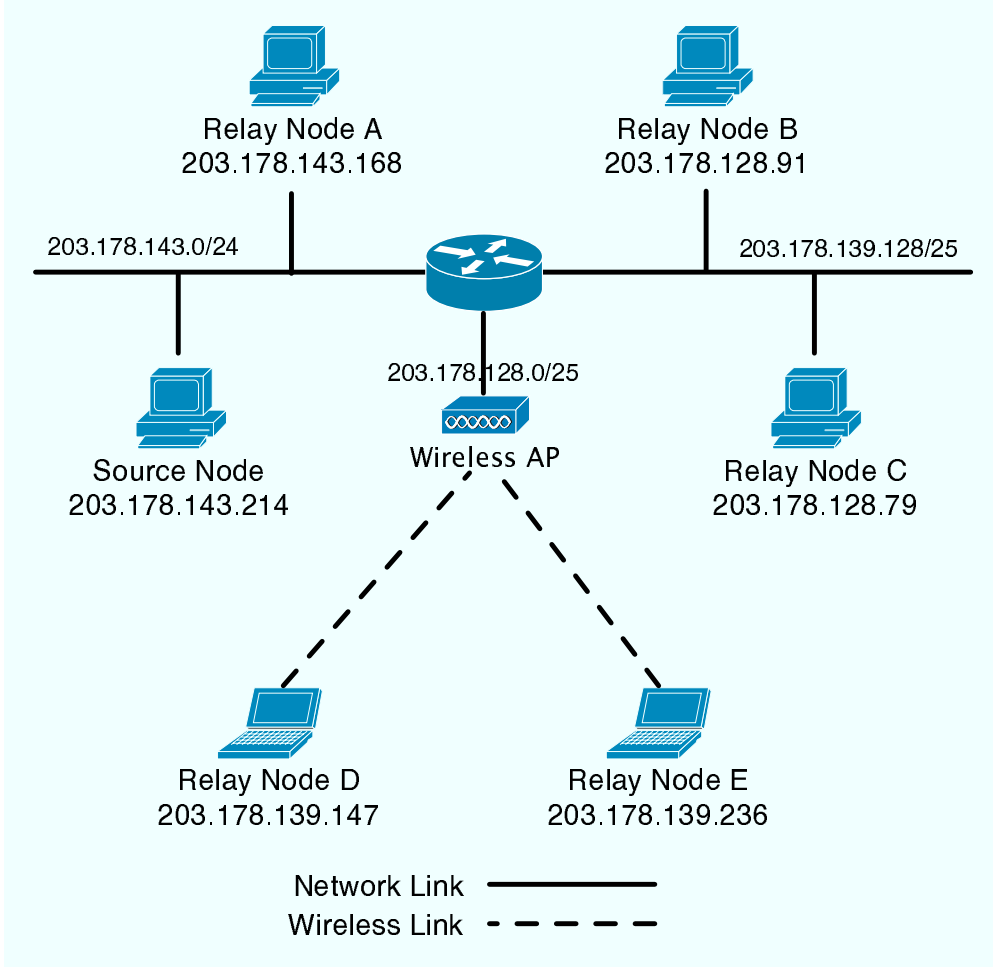 Relay Node A
203.178.143.168
Relay Node B
203.178.128.91
203.178.143.0/24
203.178.139.128/25
203.178.128.0/25
Wireless AP
Source Node
203.178.143.214
Relay Node C
203.178.128.79
Relay Node D
203.178.139.147
Relay Node E
203.178.139.236
Network Link
Wireless Link